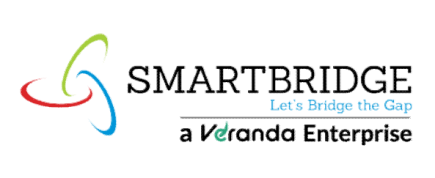 SMARTBRIDGE
Let's Bridge the Gap
a Veranda Enterprise